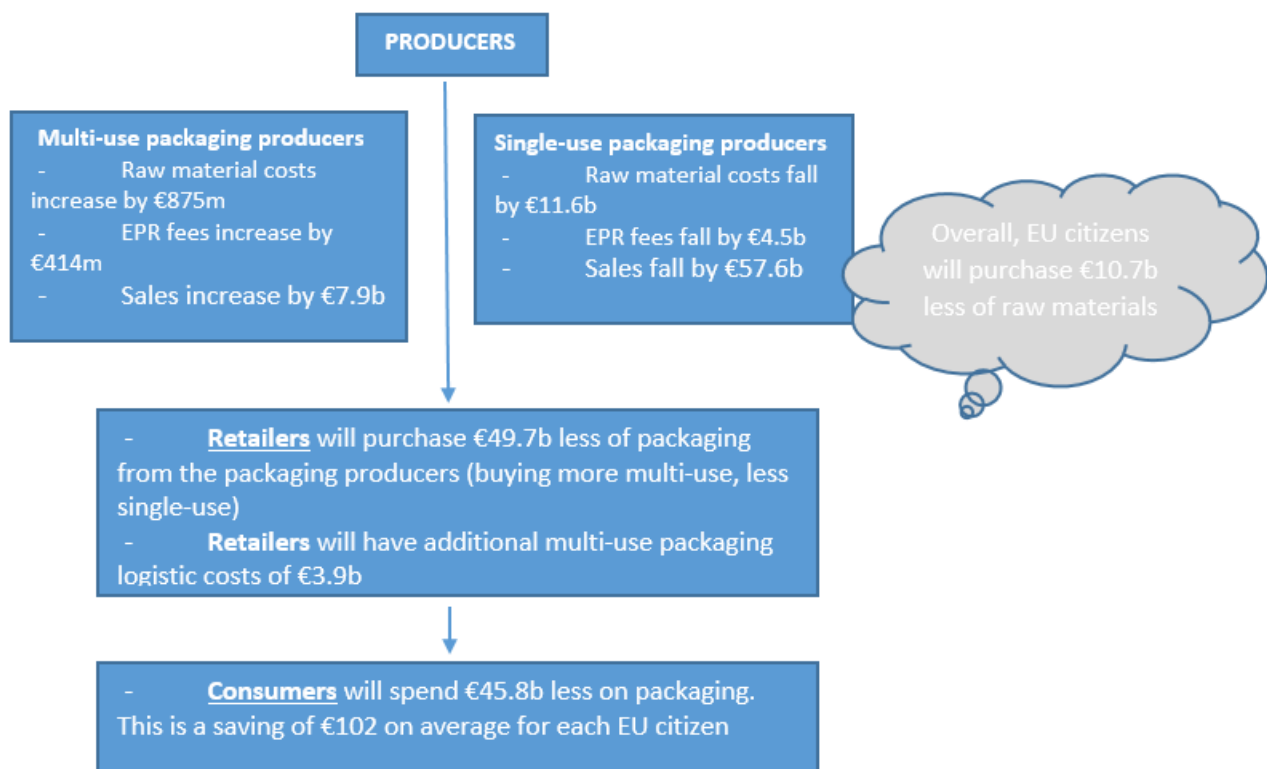 PRODUCERS
Multi-use packaging producers
- Raw material costs
increase by €875m
- EPR fees increase by
€414m
- Sales increase by €7.9b
Single-use packaging producers
- Raw material costs fall
by €11.6b
- EPR fees fall by €4.5b
- Sales fall by €57.6b
Overall, EU citizens
will purchase €10.7b
less of raw materials
- Retailers will purchase €49.7b less of packaging
from the packaging producers (buying more multi-use, less
single-use)
- Retailers will have additional multi-use packaging
logistic costs of €3.9b
- Consumers will spend €45.8b less on packaging.
This is a saving of €102 on average for each EU citizen